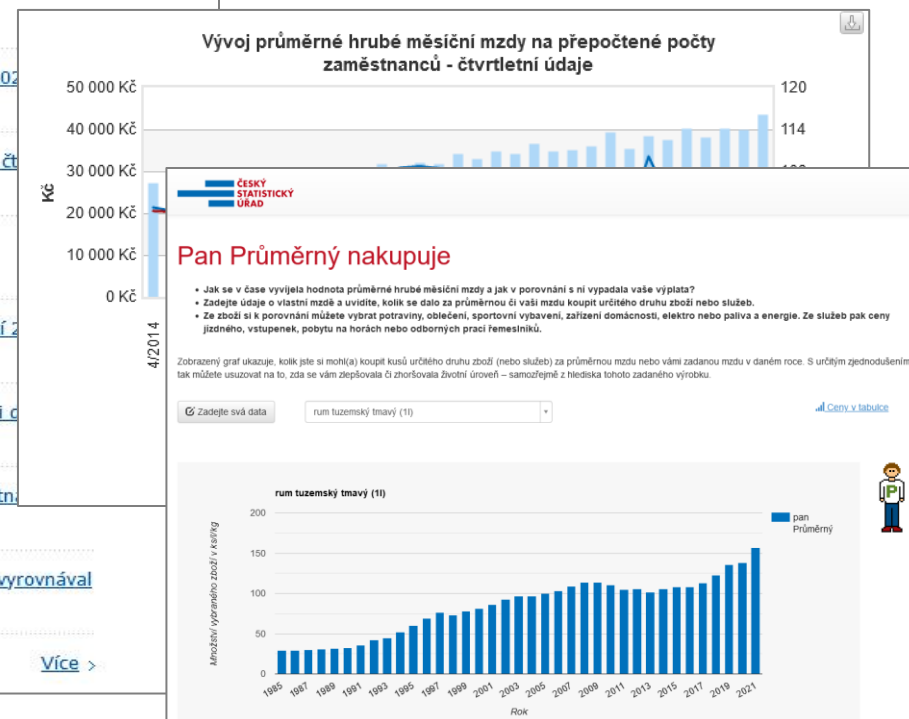 Vývoj průměrné hrubé měsíční mzdy na přepočtené počty
zaměstnanců - čtvrtletní údaje
50 000 Kč
40 000 Kč
30 000 Kč
20 000 Kč
10 000 Kč
0 Kč
Kč
120
114
4/2014
vyrovnával
Více >
ČESKÝ
STATISTICKÝ
ÚŘAD
Pan Průměrný nakupuje
• Jak se v čase vyvíjela hodnota průměrné hrubé měsíční mzdy a jak v porovnání s ní vypadala vaše výplata?
• Zadejte údaje o vlastní mzdě a uvidíte, kolik se dalo za průměrnou či vaši mzdu koupit určitého druhu zboží nebo služeb.
• Ze zboží si k porovnání můžete vybrat potraviny, oblečení, sportovní vybavení, zařízení domácnosti, elektro nebo paliva a energie. Ze služeb pak ceny
jízdného, vstupenek, pobytu na horách nebo odborných prací řemeslníků.
Zobrazený graf ukazuje, kolik jste si mohl(a) koupit kusů určitého druhu zboží (nebo služeb) za průměrnou mzdu nebo vámi zadanou mzdu v daném roce. S určitým zjednodušením
tak můžete usuzovat na to, zda se vám zlepšovala či zhoršovala životní úroveň – samozřejmě z hlediska tohoto zadaného výrobku.
Zadejte svá data
rum tuzemský tmavý (1l)
Ceny v tabulce
rum tuzemský tmavý (1l)
Množství vybraného zboží v ks/l/kg
200
150
100
50
0
pan
Průměrný
P
1985 1987 1989 1991 1993 1995 1997 1999 2001 2003 2005 2007 2009 2011 2013 2015 2017 2019 2021
Rok